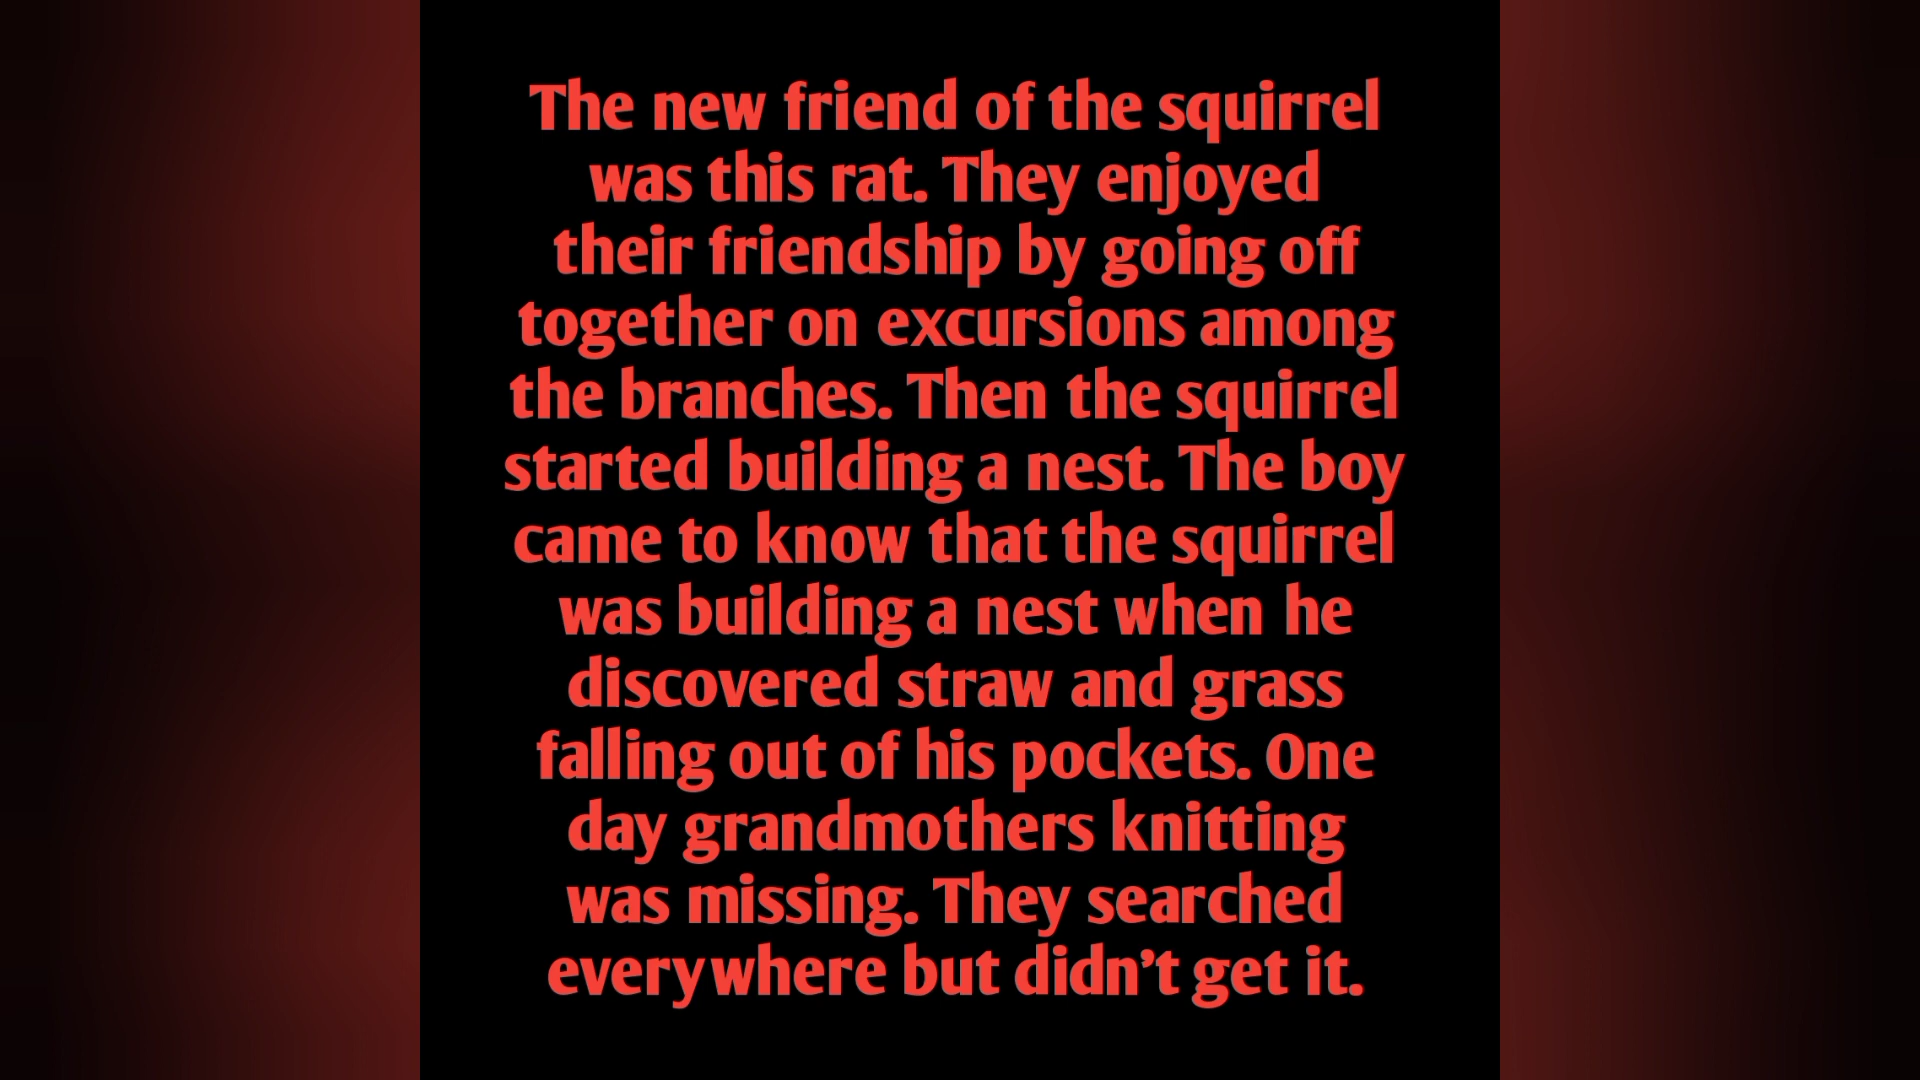 The new friend of the squirrel
was this rat. They enjoyed
their friendship by going off
together on excursions among
the branches. Then the squirrel
started building a nest. The boy
came to know that the squirrel
was building a nest when he
discovered straw and grass
falling out of his pockets. One
day grandmothers knitting
was missing. They searched
everywhere but didn’t get it.